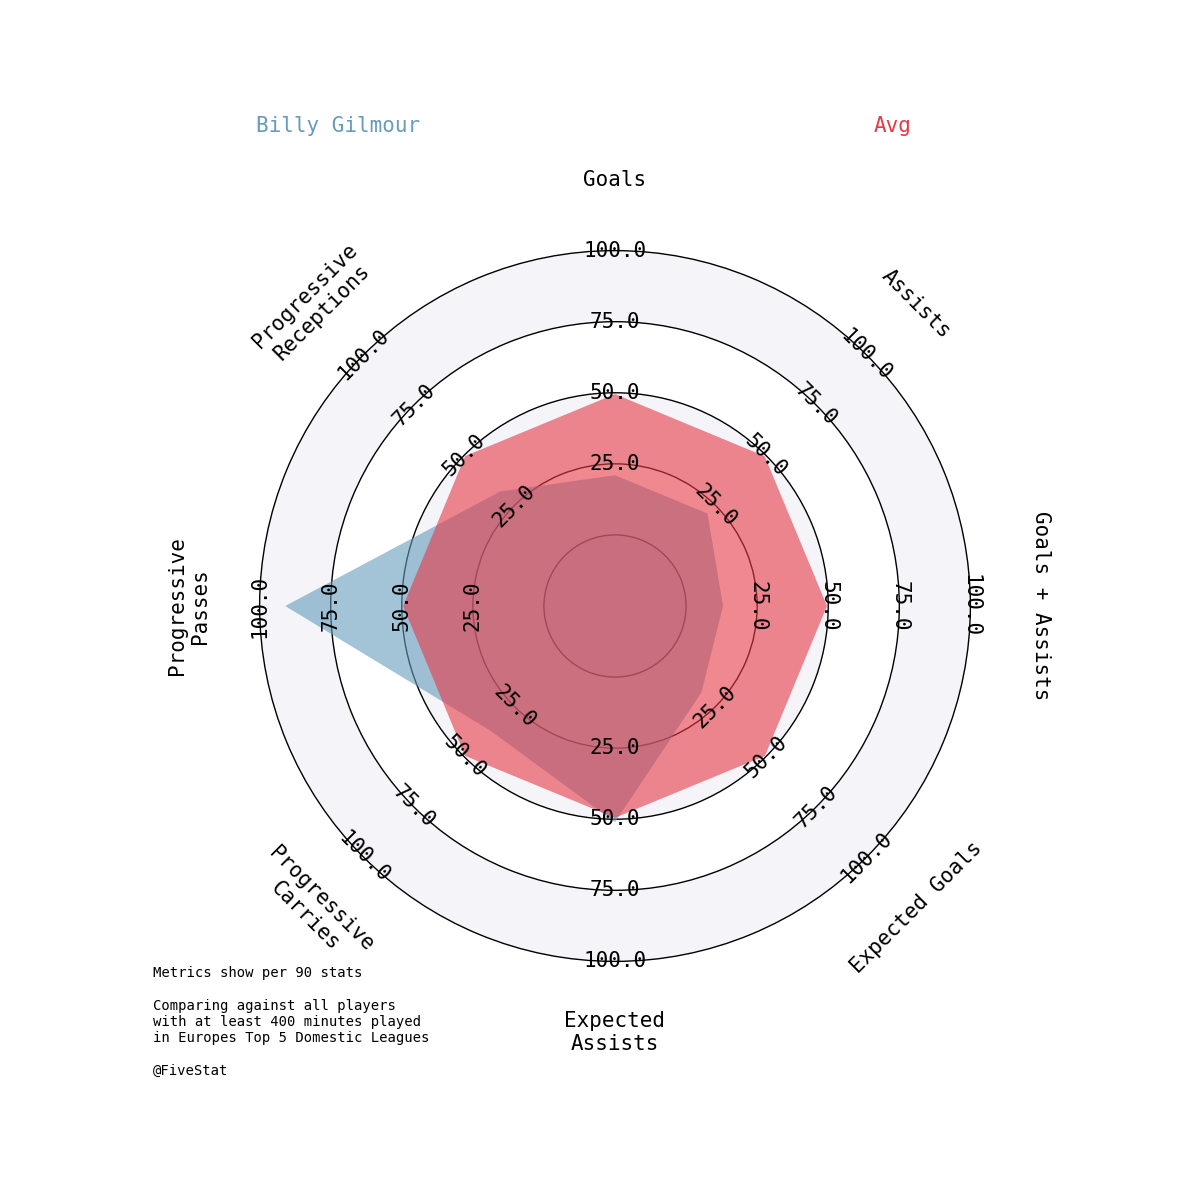 Billy Gilmour
Avg
Goals
Assists
Goals + Assists
Expected Goals
Expected
Assists
Progressive
Carries
Progressive
Passes
Progressive
Receptions
25.0
50.0
75.0
100.0
25.0
50.0
75.0
100.0
25.0
50.0
75.0
100.0
25.0
50.0
75.0
100.0
25.0
50.0
75.0
100.0
25.0
50.0
75.0
100.0
25.0
50.0
75.0
100.0
25.0
50.0
75.0
100.0
Metrics show per 90 stats
Comparing against all players
with at least 400 minutes played
in Europes Top 5 Domestic Leagues
@FiveStat